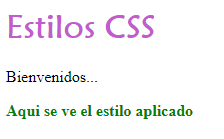 Estilos CSS
Bienvenidos...
Aqui se ve el estilo aplicado